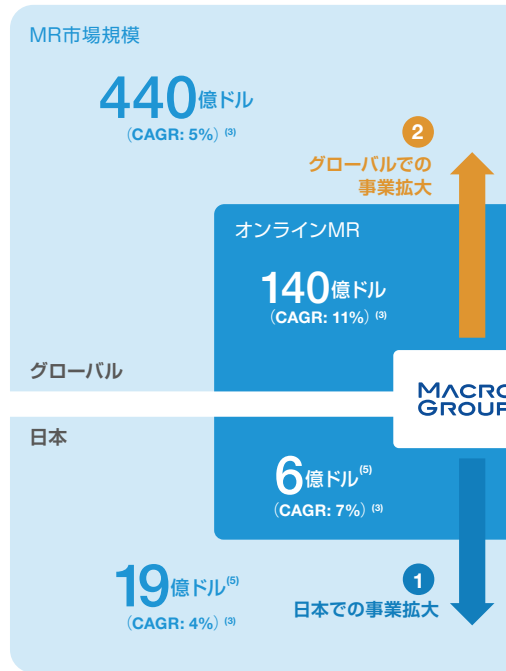 MR市場規模
440億ドル
（CAGR: 5%）(3)
2
グローバルでの
事業拡大
オンラインMR
140億ドル
（CAGR: 11%）(3)
グローバル
MACRO
GROUP
日本
6億ドル(5)
（CAGR: 7%）(3)
19億ドル(5)
（CAGR: 4%）(3)
1
日本での事業拡大